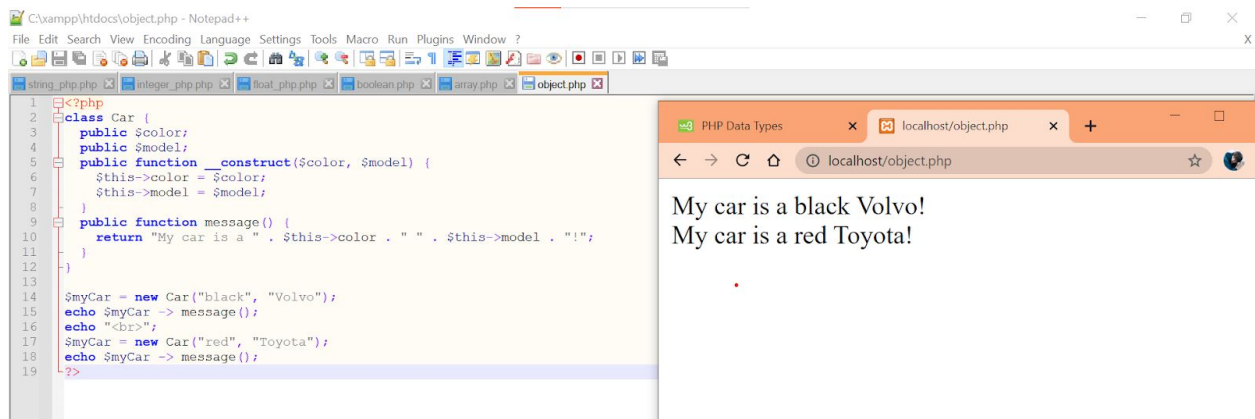 C:\xampp\htdocs\object.php - Notepad++
File Edit Search View Encoding Language Settings Tools Macro Run Plugins Window ? X
string_php.php integer_php.php float_php.php boolean.php array.php object.php
1 <?php
2 class Car {
3 public $color;
4 public $model;
5 public function __construct($color, $model) {
6 $this->color = $color;
7 $this->model = $model;
8 }
9 public function message() {
10 return "My car is a " . $this->color . " " . $this->model . "!";
11 }
12 }
13
14 $myCar = new Car("black", "Volvo");
15 echo $myCar -> message();
16 echo "<br>";
17 $myCar = new Car("red", "Toyota");
18 echo $myCar -> message();
19 ?>
PHP Data Types localhost/object.php
localhost/object.php
My car is a black Volvo!
My car is a red Toyota!